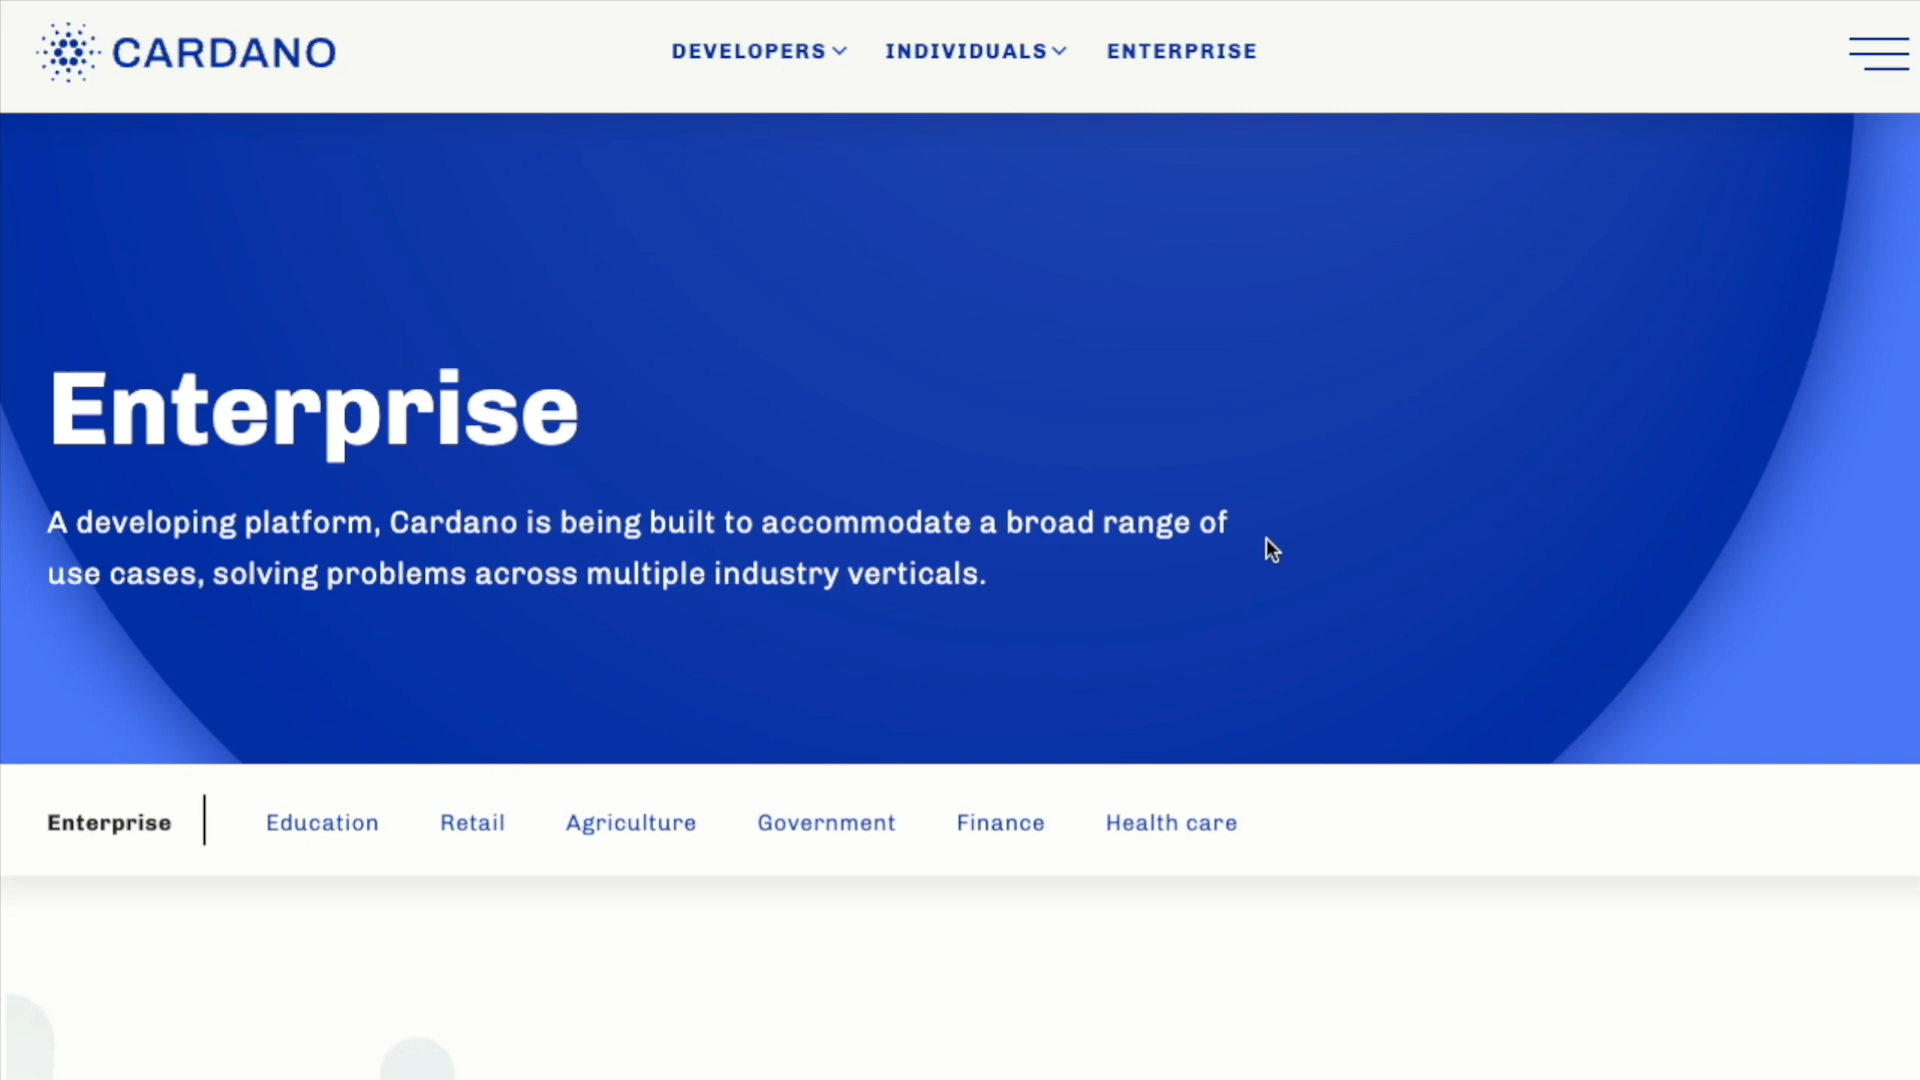 CARDANO
DEVELOPERS
INDIVIDUALS
ENTERPRISE
Enterprise
A developing platform, Cardano is being built to accommodate a broad range of
use cases, solving problems across multiple industry verticals.
Enterprise
Education
Retail
Agriculture
Government
Finance
Health care